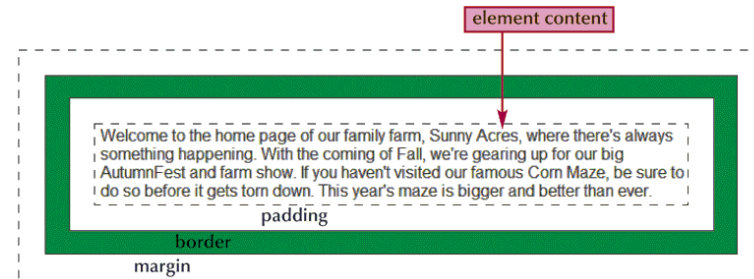 element content
Welcome to the home page of our family farm, Sunny Acres, where there's always
something happening. With the coming of Fall, we're gearing up for our big
AutumnFest and farm show. If you haven't visited our famous Corn Maze, be sure to
do so before it gets torn down. This year's maze is bigger and better than ever.
padding
border
margin